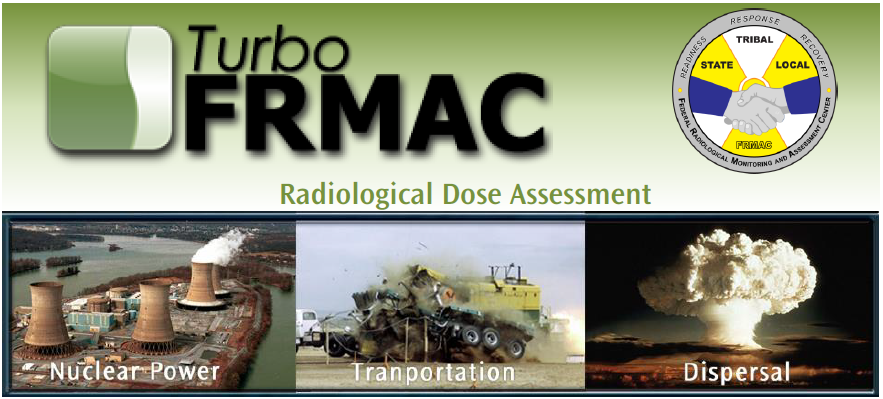 Turbo
FRMAC
READINESS RESPONSE RECOVERY
TRIBAL
STATE LOCAL
FRMAC
FEDERAL RADIOLOGICAL MONITORING AND ASSESSMENT CENTER
Radiological Dose Assessment
Nuclear Power
Tranportation
Dispersal